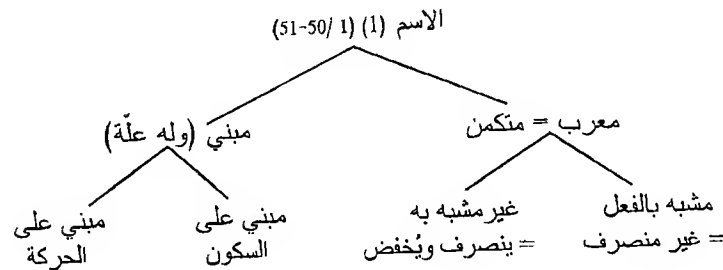 الاسم (1) (1/ 50-51)
معرب = متكمن
مبني (وله علّة)
مشبه بالفعل
= غير منصرف
غير مشبه به
= ينصرف ويُخفض
مبني على
السكون
مبني على
الحركة